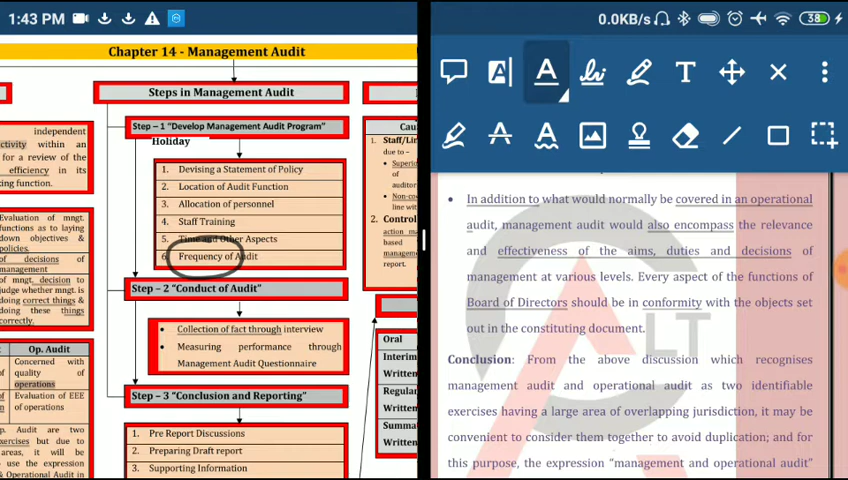 1:43 PM
0.0KB/s
38
Chapter 14 - Management Audit
independent
within an
for a review of the
efficiency in its
function.
Evaluation of mngt.
functions as to laying
down objectives &
policies.
of decisions of
management
of mngt, decision to
judge whether mngt. is
doing correct things &
doing these things
correctly.
Op. Audit
Concerned with
quality of
operations
Evaluation of EEE
of operations
Op. Audit are two
exercises but due to
areas, it will be
use the expression
& Operational Audit in
Steps in Management Audit
Step – 1 "Develop Management Audit Program"
Holiday
1. Devising a Statement of Policy
2. Location of Audit Function
3. Allocation of personnel
4. Staff Training
5. Time and Other Aspects
6. Frequency of Audit
Step – 2 "Conduct of Audit"
• Collection of fact through interview
• Measuring performance through
Management Audit Questionnaire
Step – 3 "Conclusion and Reporting"
1. Pre Report Discussions
2. Preparing Draft report
3. Supporting Information
1. Staff/Lin
due to –
of
auditor
line wit
2. Control
based
report.
Oral
Interim
Written
Regular
Written
Summa
Written
• In addition to what would normally be covered in an operational
audit, management audit would also encompass the relevance
and effectiveness of the aims, duties and decisions of
management at various levels. Every aspect of the functions of
Board of Directors should be in conformity with the objects set
out in the constituting document.
LT
Conclusion: From the above discussion which recognises
management audit and operational audit as two identifiable
exercises having a large area of overlapping jurisdiction, it may be
convenient to consider them together to avoid duplication; and for
this purpose, the expression "management and operational audit"